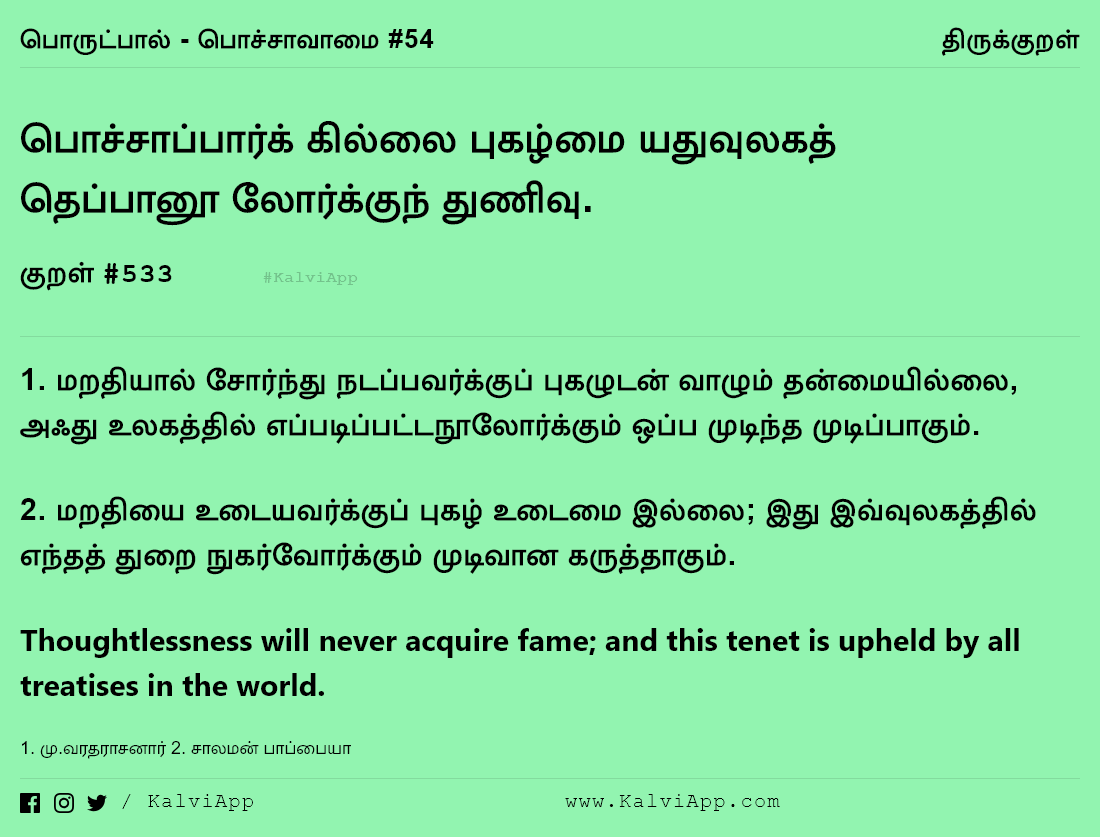 பொருட்பால் - பொச்சாவாமை #54
திருக்குறள்
பொச்சாப்பார்க் கில்லை புகழ்மை யதுவுலகத்
தெப்பானூ லோர்க்குந் துணிவு.
குறள் #533
#KalviApp
1. மறதியால் சோர்ந்து நடப்பவர்க்குப் புகழுடன் வாழும் தன்மையில்லை,
அஃது உலகத்தில் எப்படிப்பட்டநூலோர்க்கும் ஒப்ப முடிந்த முடிப்பாகும்.
2. மறதியை உடையவர்க்குப் புகழ் உடைமை இல்லை; இது இவ்வுலகத்தில்
எந்தத் துறை நுகர்வோர்க்கும் முடிவான கருத்தாகும்.
Thoughtlessness will never acquire fame; and this tenet is upheld by all
treatises in the world.
1. மு.வரதராசனார் 2. சாலமன் பாப்பையா
/ KalviApp
www.KalviApp.com